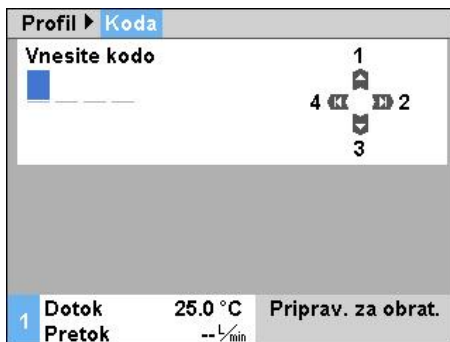 Profil ▶ Koda
Vnesite kodo
1
4 2
3
1 Dotok 25.0 °C Priprav. za obrat.
Pretok -- L/min